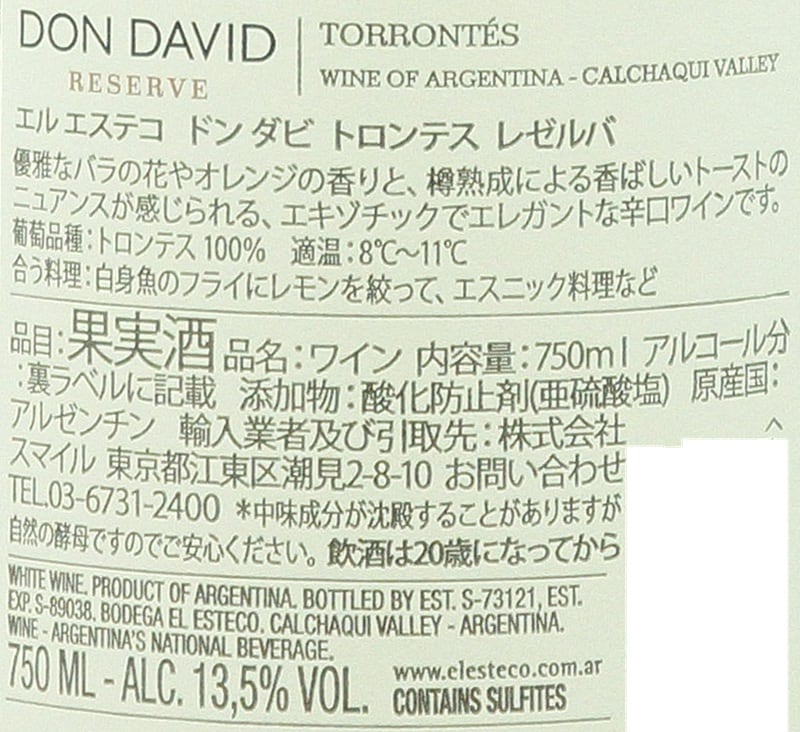 DON DAVID
RESERVE
TORRONTÉS
WINE OF ARGENTINA - CALCHAQUI VALLEY
エル エステコ ドン ダビ トロンテス レゼルバ
優雅なバラの花やオレンジの香りと、樽熟成による香ばしいトーストの
ニュアンスが感じられる、エキゾチックでエレガントな辛口ワインです。
葡萄品種：トロンテス 100% 適温：8℃～11℃
合う料理：白身魚のフライにレモンを絞って、エスニック料理など
品目：果実酒 品名：ワイン 内容量：750ml アルコール分
：裏ラベルに記載 添加物：酸化防止剤(亜硫酸塩) 原産国：
アルゼンチン 輸入業者及び引取先：株式会社
スマイル 東京都江東区潮見2-8-10 お問い合わせ
TEL.03-6731-2400 *中味成分が沈殿することがありますが
自然の酵母ですのでご安心ください。飲酒は20歳になってから
WHITE WINE. PRODUCT OF ARGENTINA. BOTTLED BY EST. S-73121, EST.
EXP. S-89038. BODEGA EL ESTECO. CALCHAQUI VALLEY - ARGENTINA.
WINE - ARGENTINA'S NATIONAL BEVERAGE.
750 ML - ALC. 13,5% VOL.
www.elesteco.com.ar
CONTAINS SULFITES